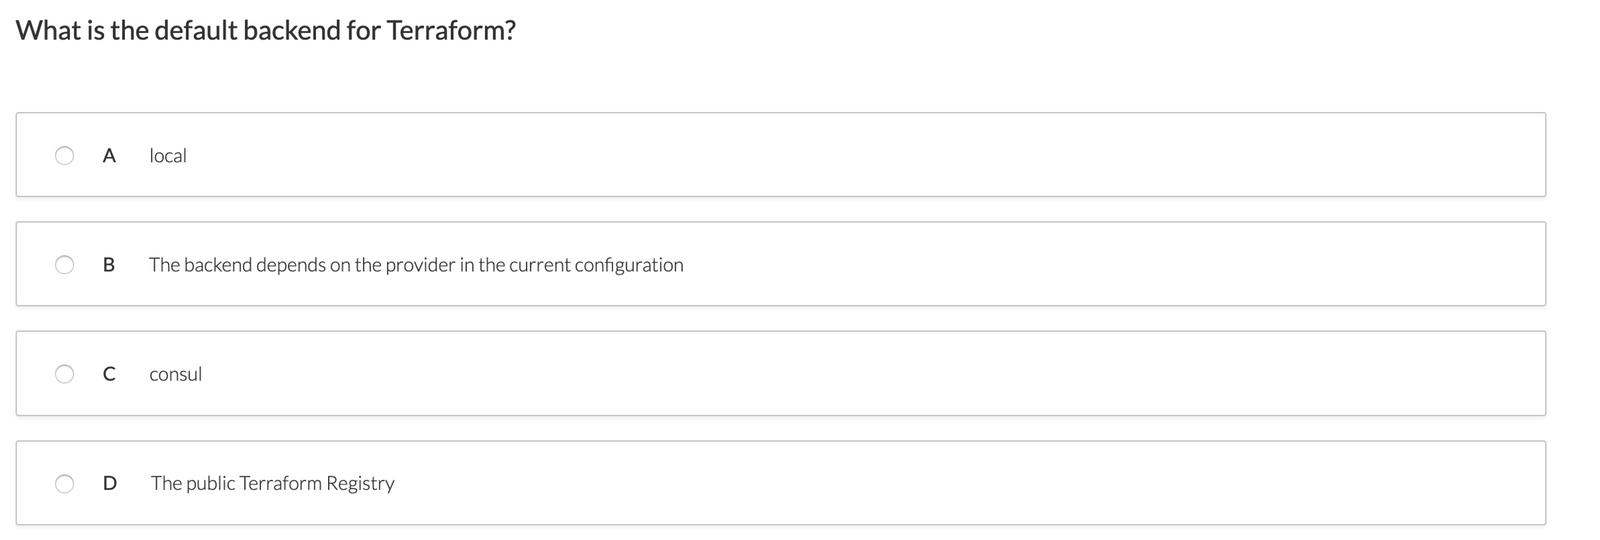 What is the default backend for Terraform?
A local
B The backend depends on the provider in the current configuration
C consul
D The public Terraform Registry